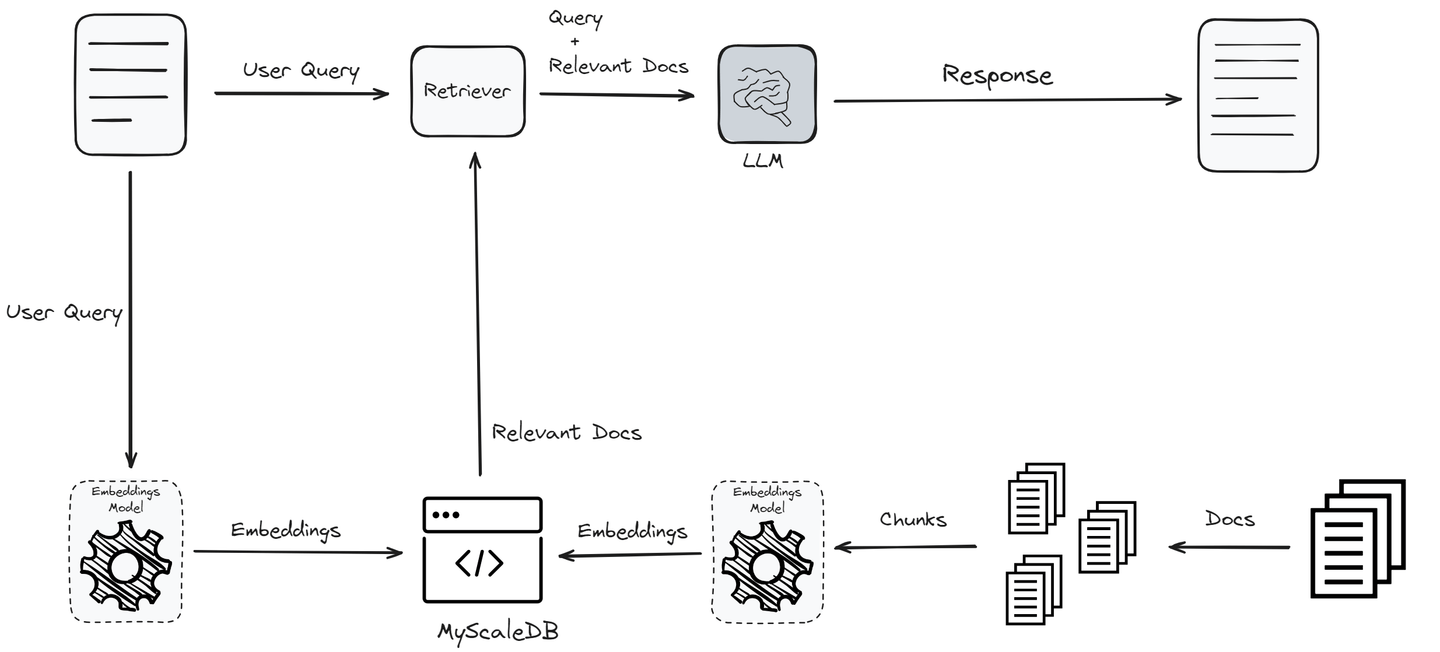 Query
+
User Query
Relevant Docs
Retriever
Response
LLM
User Query
Relevant Docs
Embeddings
Model
Embeddings
Embeddings
Embeddings
Model
Chunks
Docs
MyScaleDB